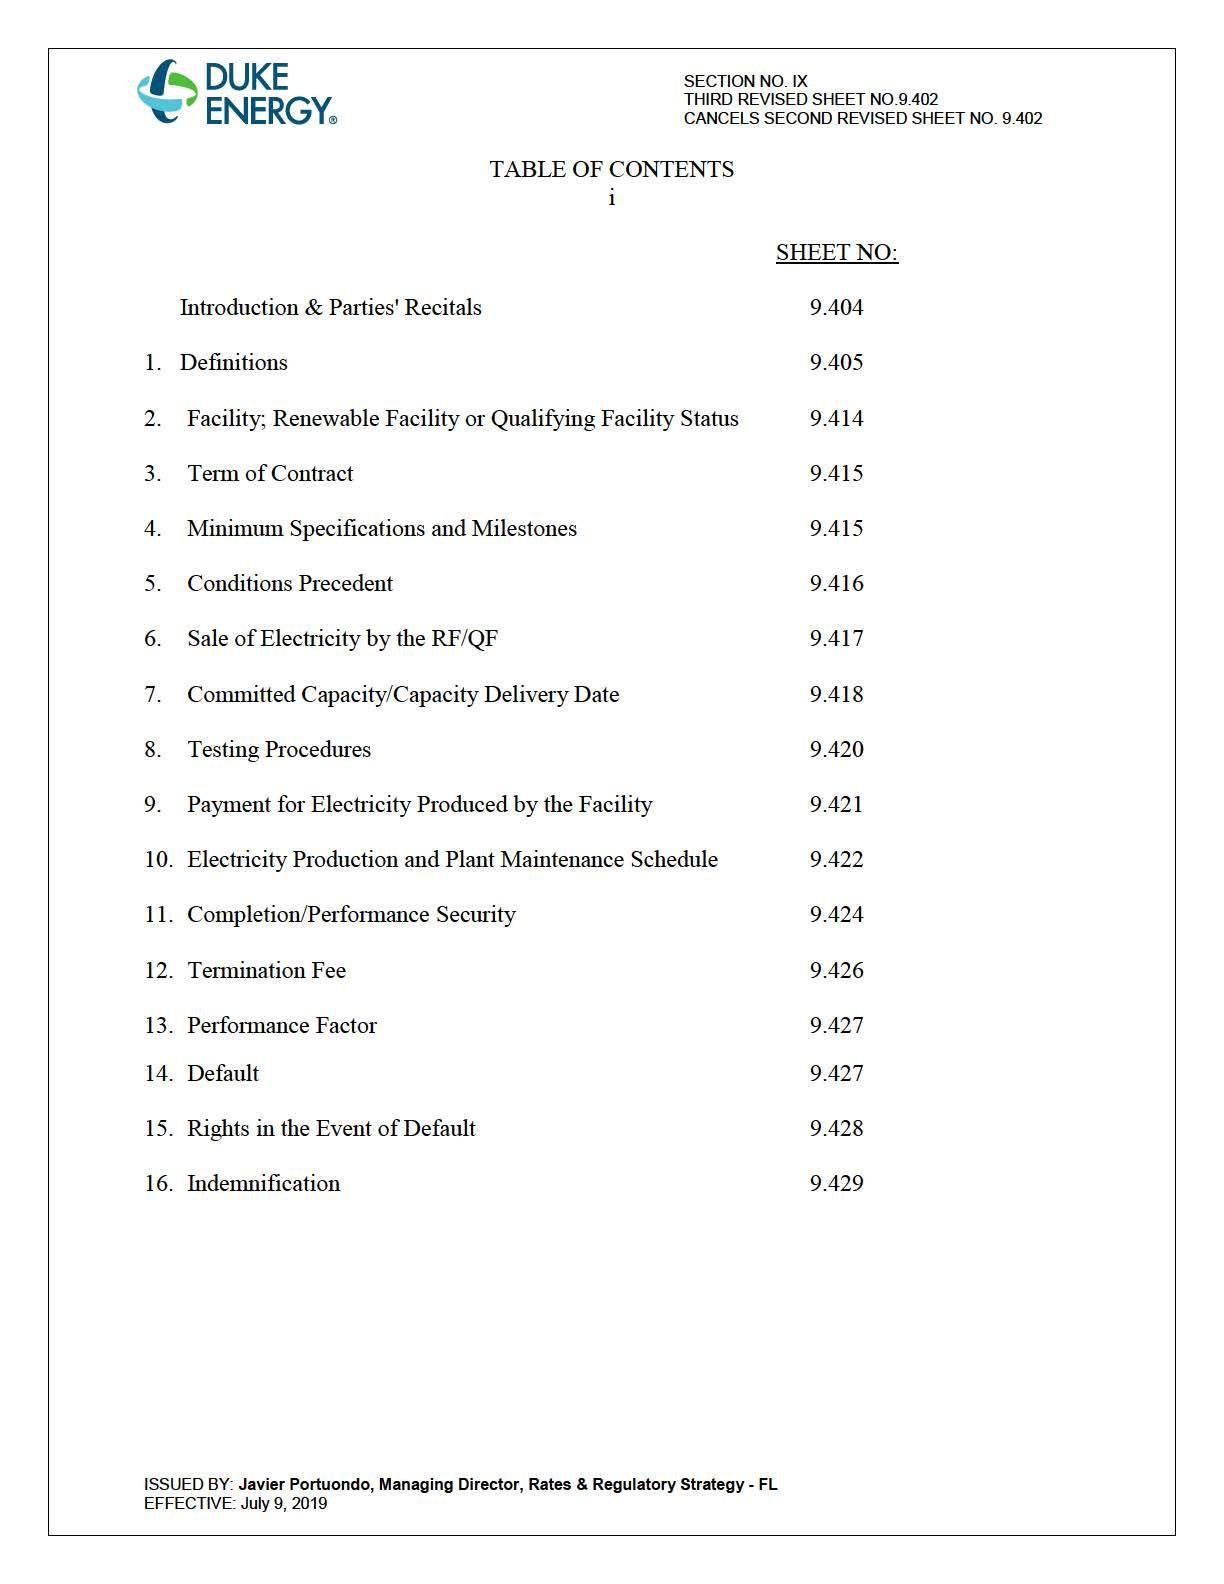 DUKE
ENERGY®
SECTION NO. IX
THIRD REVISED SHEET NO.9.402
CANCELS SECOND REVISED SHEET NO. 9.402
TABLE OF CONTENTS
i
SHEET NO:
Introduction & Parties' Recitals 9.404
1. Definitions 9.405
2. Facility; Renewable Facility or Qualifying Facility Status 9.414
3. Term of Contract 9.415
4. Minimum Specifications and Milestones 9.415
5. Conditions Precedent 9.416
6. Sale of Electricity by the RF/QF 9.417
7. Committed Capacity/Capacity Delivery Date 9.418
8. Testing Procedures 9.420
9. Payment for Electricity Produced by the Facility 9.421
10. Electricity Production and Plant Maintenance Schedule 9.422
11. Completion/Performance Security 9.424
12. Termination Fee 9.426
13. Performance Factor 9.427
14. Default 9.427
15. Rights in the Event of Default 9.428
16. Indemnification 9.429
ISSUED BY: Javier Portuondo, Managing Director, Rates & Regulatory Strategy - FL
EFFECTIVE: July 9, 2019